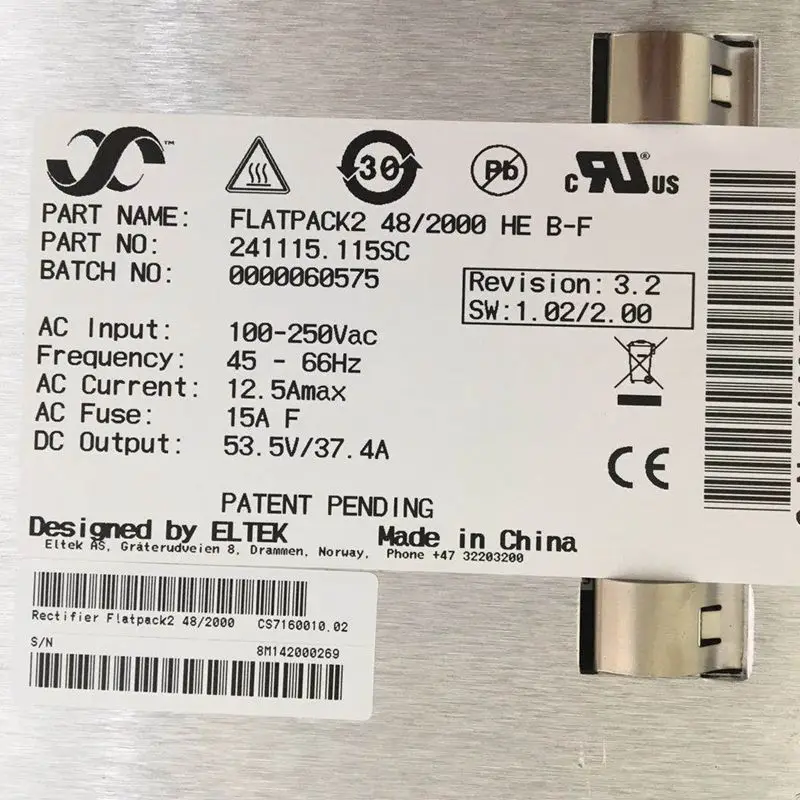 ™
30
Pb
c RU® US
PART NAME: FLATPACK2 48/2000 HE B-F
PART NO: 241115.115SC
BATCH NO: 0000060575
Revision: 3.2
SW:1.02/2.00
AC Input: 100-250Vac
Frequency: 45 - 66Hz
AC Current: 12.5Amax
AC Fuse: 15A F
DC Output: 53.5V/37.4A
CE
PATENT PENDING
Designed by ELTEK Made in China
Eltek AS, Gråterudveien 8, Drammen, Norway, Phone +47 32203200
Rectifier Flatpack2 48/2000 CS7160010.02
S/N 8M142000269